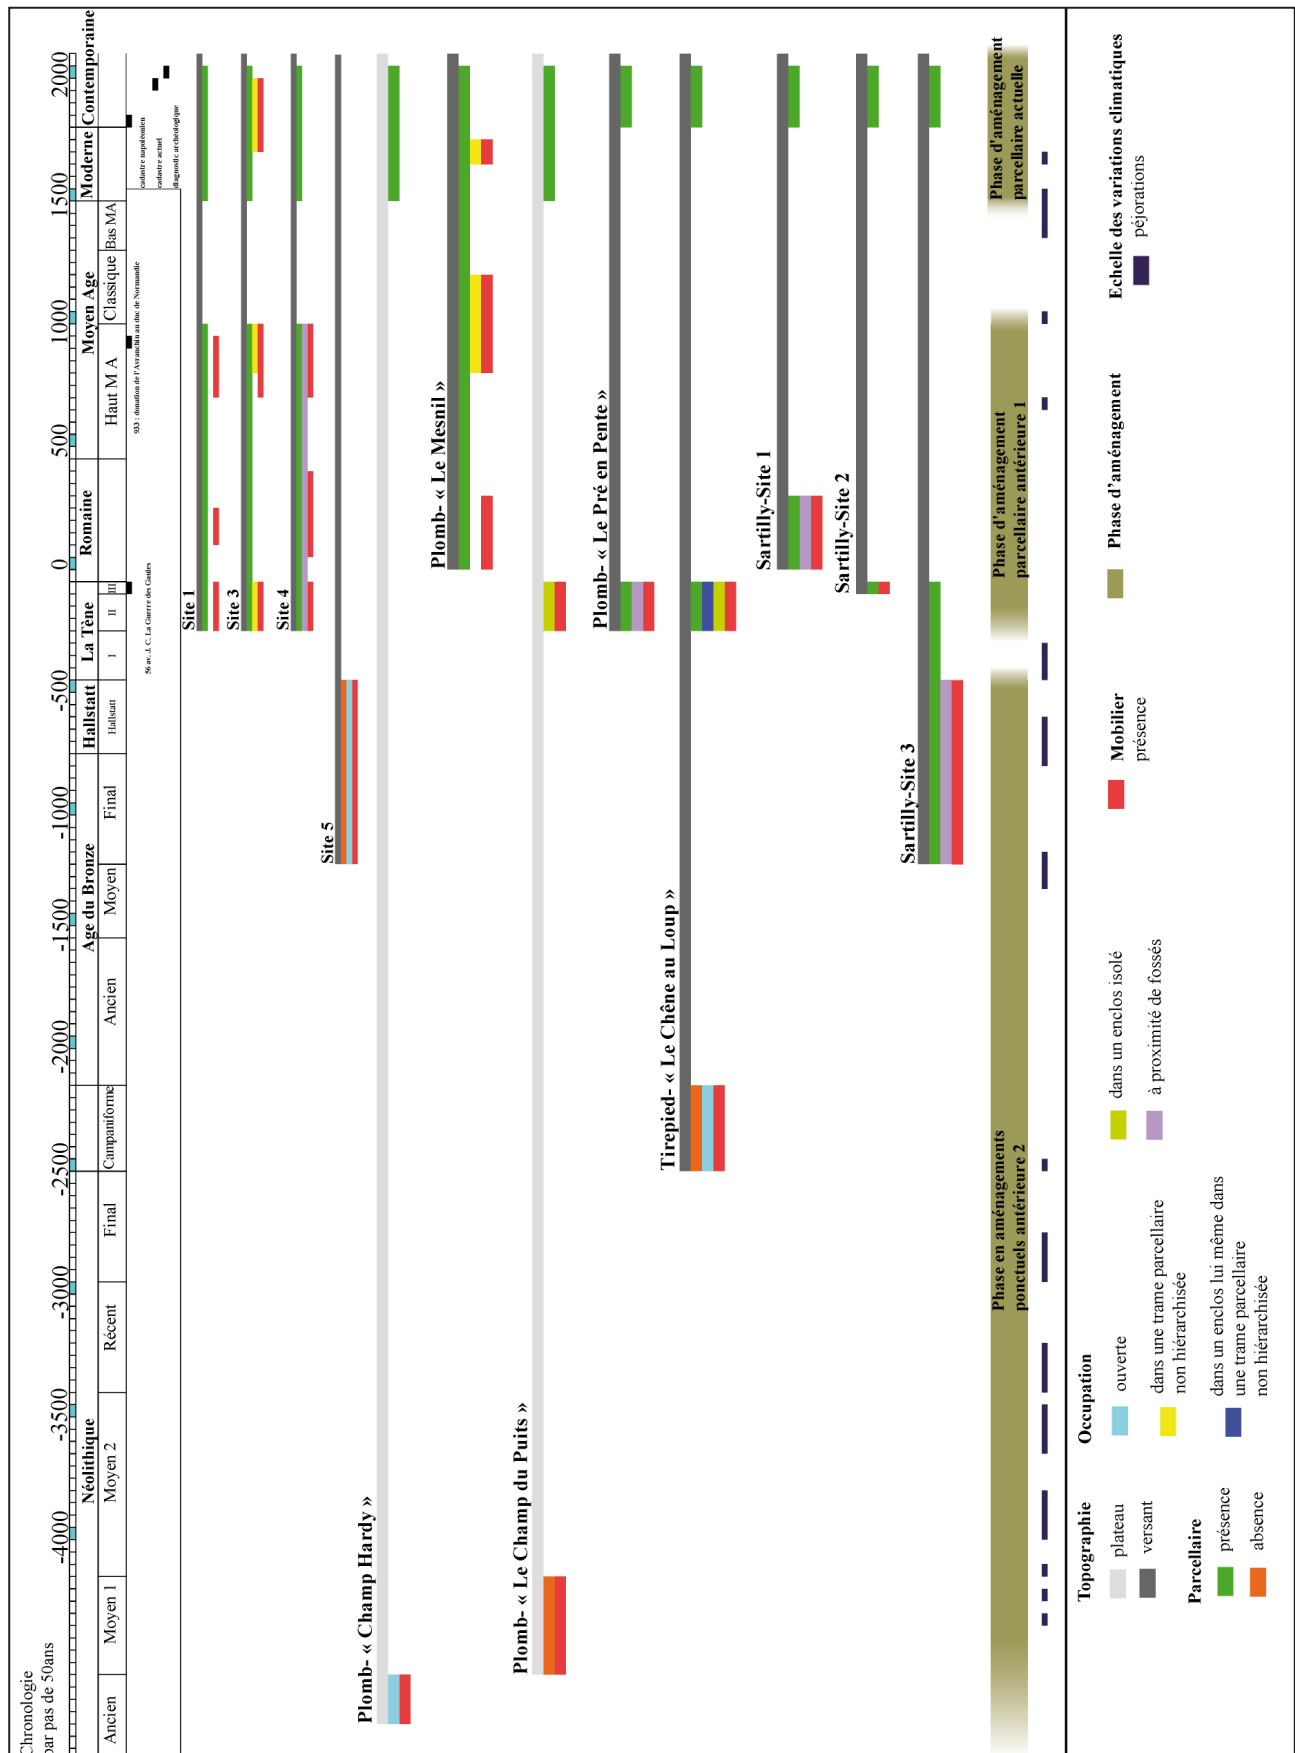 Chronologie
par pas de 50ans
-4000
-3500
-3000
-2500
-2000
-1500
-1000
-500
0
500
1000
1500
2000
Néolithique
Age du Bronze
Hallstatt
La Tène
Romaine
Moyen Age
Moderne
Contemporaine
Ancien
Moyen 1
Moyen 2
Récent
Final
Campaniforme
Ancien
Moyen
Final
Hallstatt
I
II
III
Haut M A
Classique
Bas MA
56 av. J. C. La Guerre des Gaules
933 : donation de l'Avranchin au duc de Normandie
cadastre napoléonien
cadastre actuel
diagnostic archéologique
Site 1
Site 3
Site 4
Site 5
Plomb- « Champ Hardy »
Plomb- « Le Mesnil »
Plomb- « Le Champ du Puits »
Plomb- « Le Pré en Pente »
Tirepied- « Le Chêne au Loup »
Sartilly-Site 1
Sartilly-Site 2
Sartilly-Site 3
Phase en aménagements
ponctuels antérieure 2
Phase d'aménagement
parcellaire antérieure 1
Phase d'aménagement
parcellaire actuelle
Topographie
plateau
versant
Parcellaire
présence
absence
Occupation
ouverte
dans une trame parcellaire
non hiérarchisée
dans un enclos lui même dans
une trame parcellaire
non hiérarchisée
dans un enclos isolé
à proximité de fossés
Mobilier
présence
Phase d'aménagement
Echelle des variations climatiques
péjorations